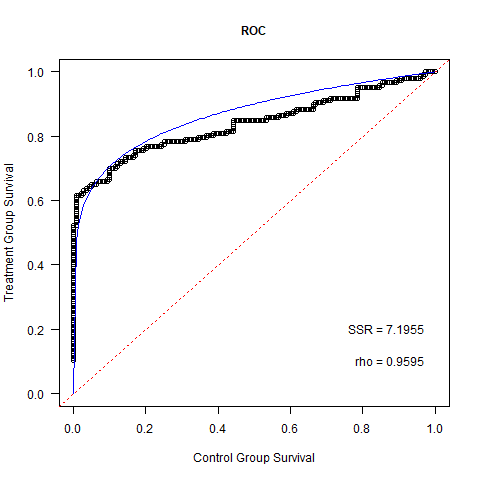 ROC
1.0
0.8
0.6
0.4
0.2
0.0
Treatment Group Survival
SSR = 7.1955
rho = 0.9595
0.0 0.2 0.4 0.6 0.8 1.0
Control Group Survival